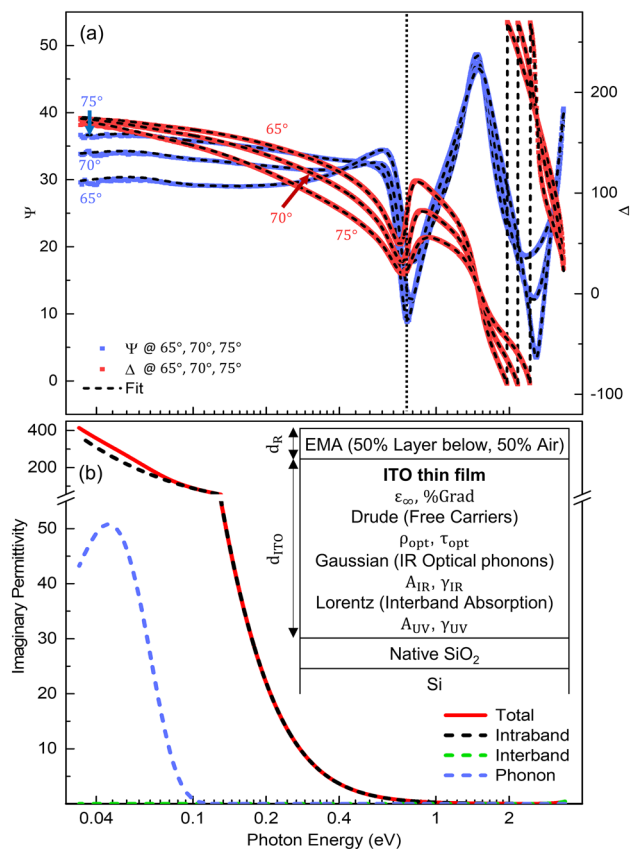 (a)
50
40
30
20
10
0
Ψ
200
100
0
-100
Δ
75°
70°
65°
65°
70°
75°
Ψ @ 65°, 70°, 75°
Δ @ 65°, 70°, 75°
Fit
(b)
400
200
50
40
30
20
10
Imaginary Permittivity
d_R
EMA (50% Layer below, 50% Air)
d_ITO
ITO thin film
ε_∞, %Grad
Drude (Free Carriers)
ρ_opt, τ_opt
Gaussian (IR Optical phonons)
A_IR, γ_IR
Lorentz (Interband Absorption)
A_UV, γ_UV
Native SiO₂
Si
Total
Intraband
Interband
Phonon
0.04 0.1 0.2 0.4 1 2
Photon Energy (eV)